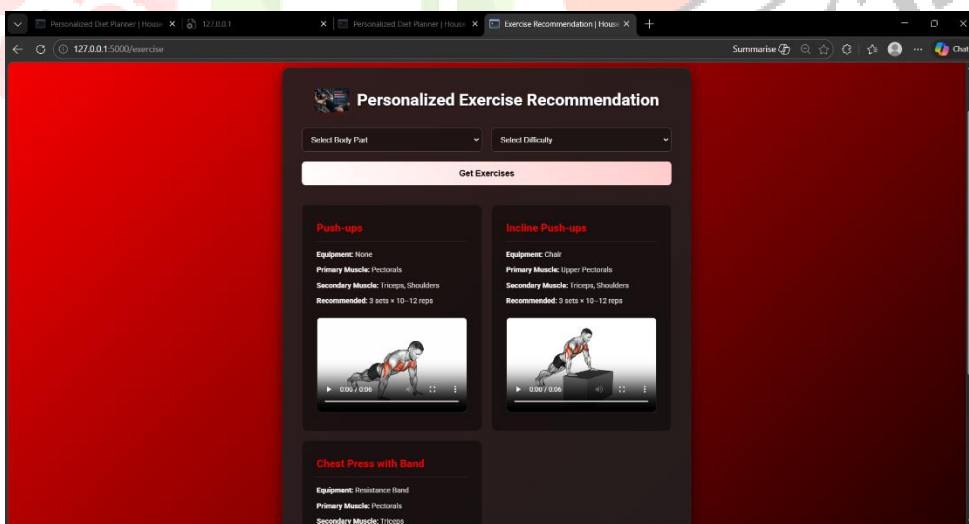 Personalized Diet Planner | House
127.0.0.1
Personalized Diet Planner | House
Exercise Recommendation | House
127.0.0.1:5000/exercise
Summarise
Chat
Personalized Exercise Recommendation
Select Body Part
Select Difficulty
Get Exercises
Push-ups
Equipment: None
Primary Muscle: Pectorals
Secondary Muscle: Triceps, Shoulders
Recommended: 3 sets × 10–12 reps
0:00 / 0:06
Incline Push-ups
Equipment: Chair
Primary Muscle: Upper Pectorals
Secondary Muscle: Triceps, Shoulders
Recommended: 3 sets × 10–12 reps
0:00 / 0:06
Chest Press with Band
Equipment: Resistance Band
Primary Muscle: Pectorals
Secondary Muscle: Triceps